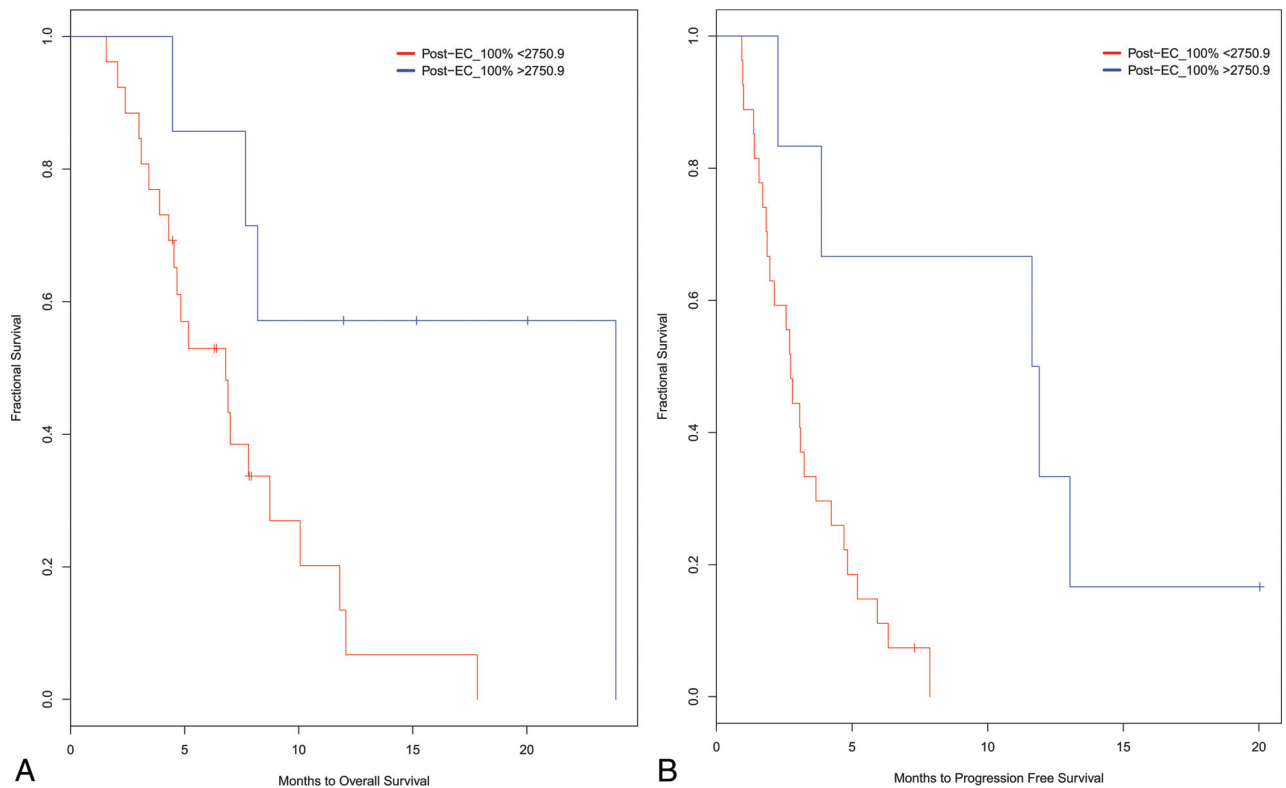 Post-EC_100% <2750.9
Post-EC_100% >2750.9
Fractional Survival
1.0
0.8
0.6
0.4
0.2
0.0
0 5 10 15 20
Months to Overall Survival
A
Post-EC_100% <2750.9
Post-EC_100% >2750.9
Fractional Survival
1.0
0.8
0.6
0.4
0.2
0.0
0 5 10 15 20
Months to Progression Free Survival
B